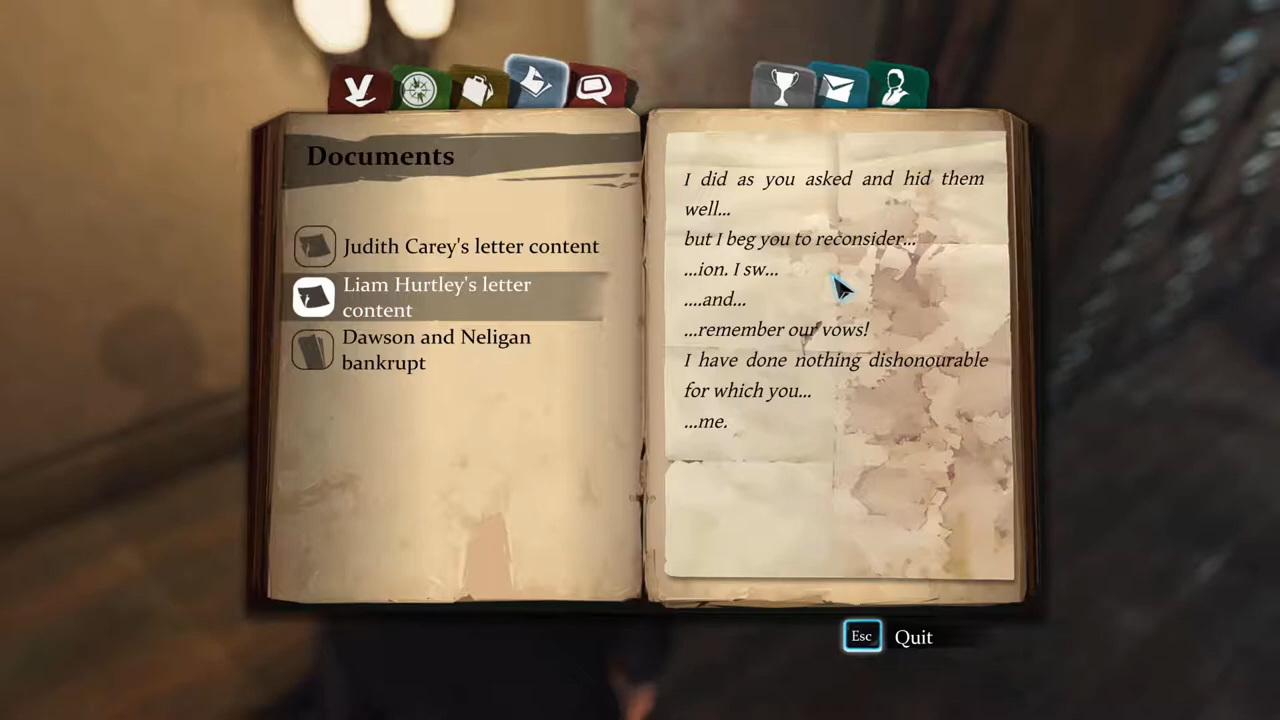 Documents
Judith Carey's letter content
Liam Hurtley's letter
content
Dawson and Neligan
bankrupt
I did as you asked and hid them
well...
but I beg you to reconsider...
...ion. I sw...
....and...
...remember our vows!
I have done nothing dishonourable
for which you...
...me.
Esc Quit